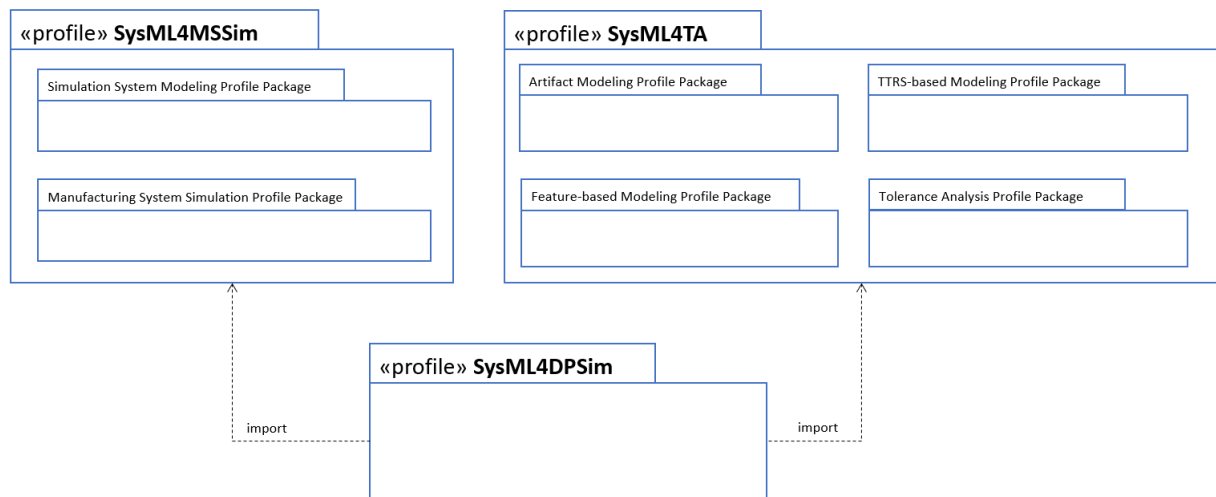 «profile» SysML4MSSim
Simulation System Modeling Profile Package
Manufacturing System Simulation Profile Package
«profile» SysML4TA
Artifact Modeling Profile Package
TTRS-based Modeling Profile Package
Feature-based Modeling Profile Package
Tolerance Analysis Profile Package
«profile» SysML4DPSim
import
import